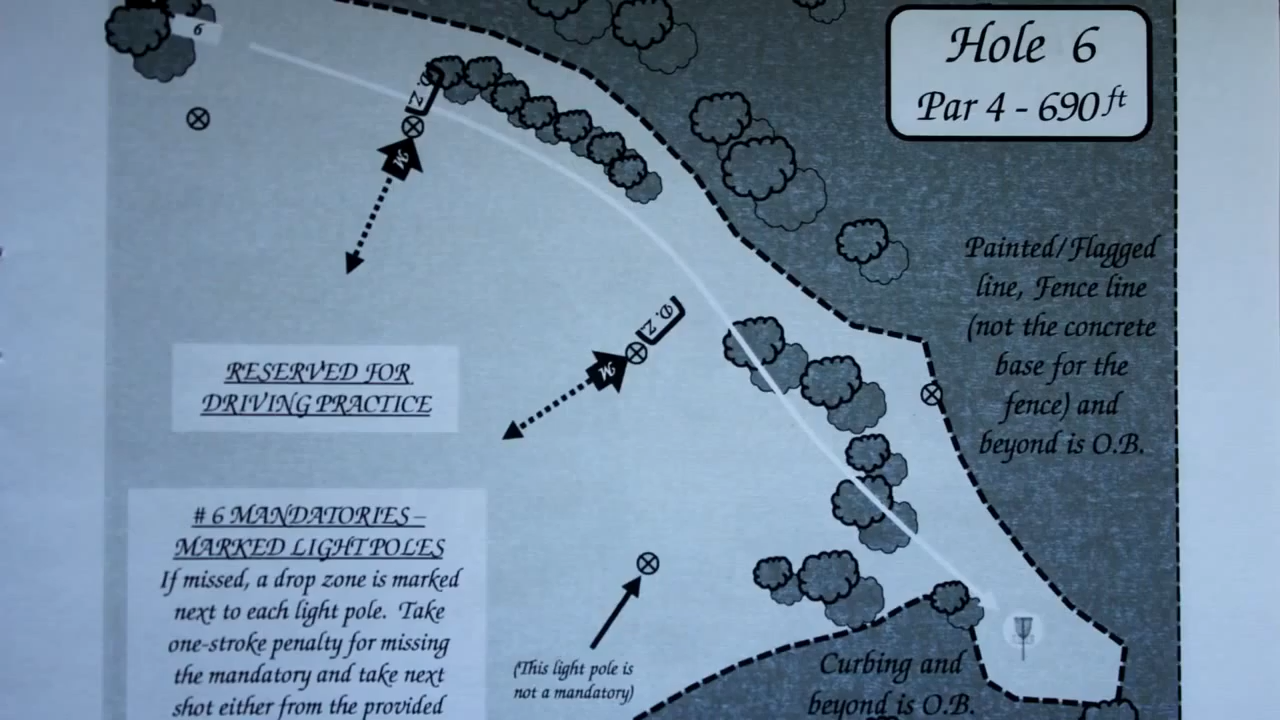 6
Hole 6
Par 4 - 690 ft
D.Z.
M
Painted/Flagged
line, Fence line
(not the concrete
base for the
fence) and
beyond is O.B.
D.Z.
M
RESERVED FOR
DRIVING PRACTICE
# 6 MANDATORIES –
MARKED LIGHT POLES
If missed, a drop zone is marked
next to each light pole. Take
one-stroke penalty for missing
the mandatory and take next
shot either from the provided
(This light pole is
not a mandatory)
Curbing and
beyond is O.B.